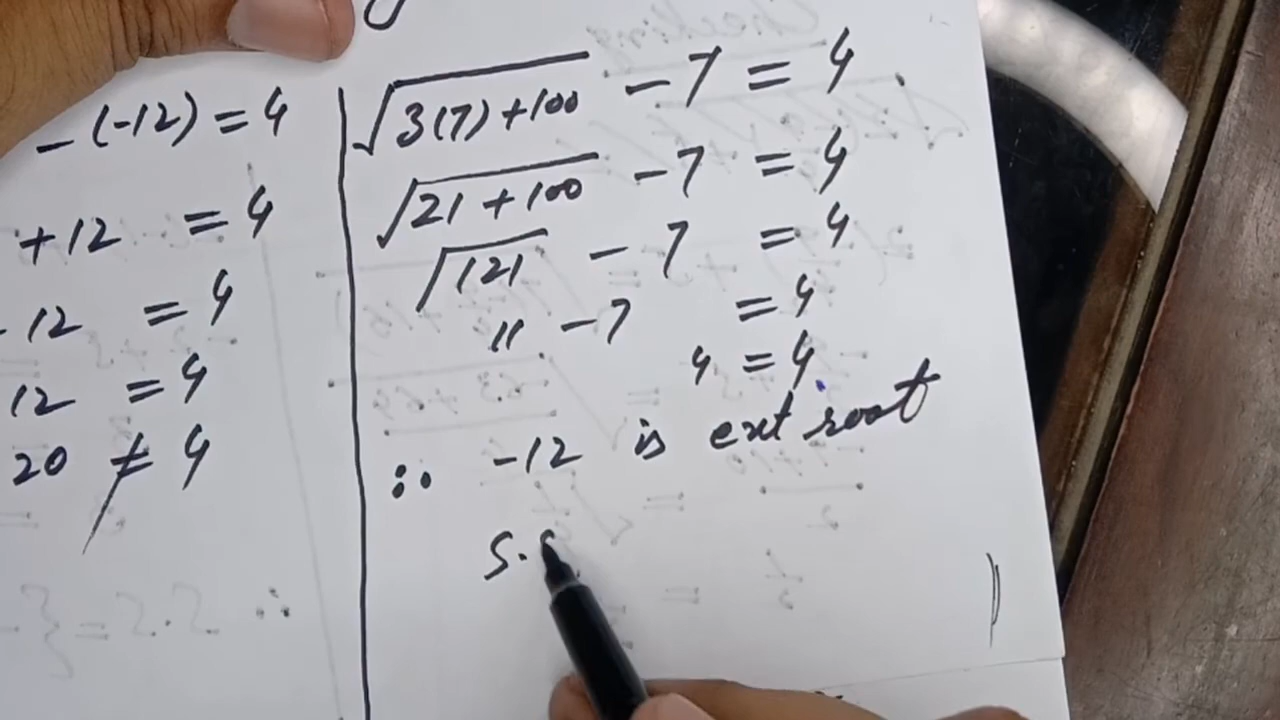 - (-12) = 4
+12 = 4
- 12 = 4
12 = 4
20 ≠ 4
√3(7)+100 - 7 = 4
√21 + 100 - 7 = 4
√121 - 7 = 4
11 - 7 = 4
4 = 4
∴ -12 is ext root
S.S